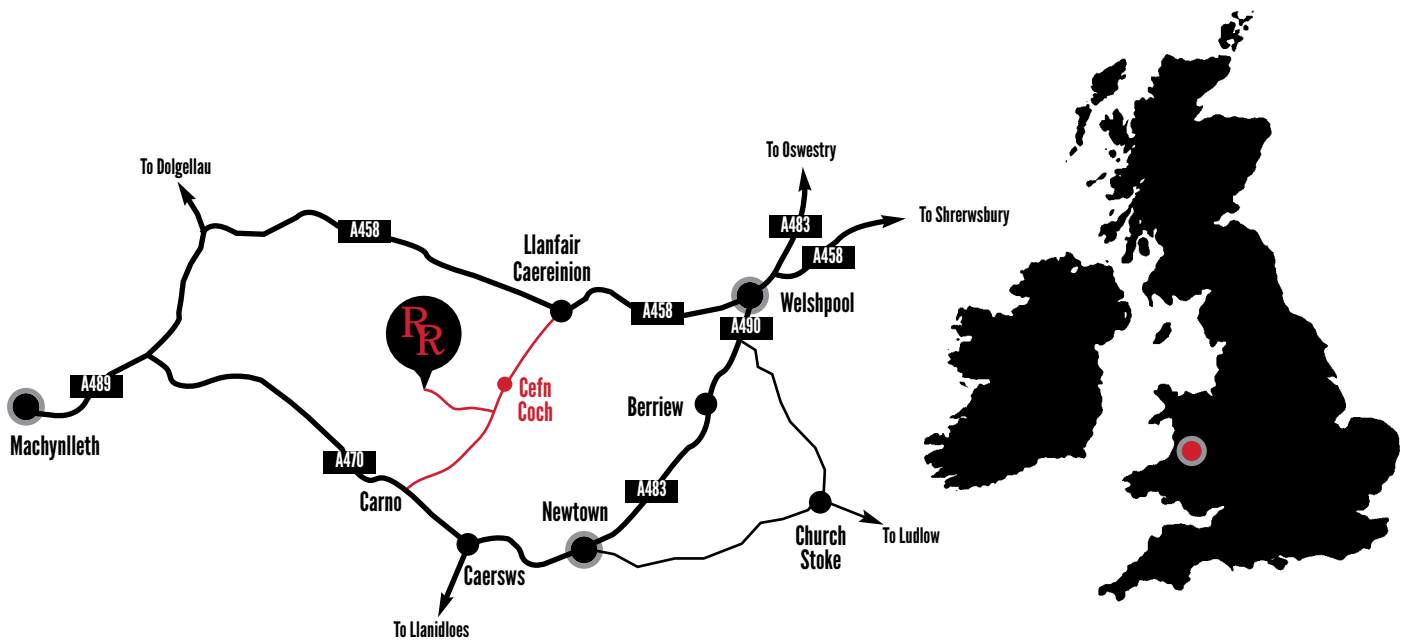 To Oswestry
To Dolgellau
To Shrerwsbury
A483
A458
A458
Llanfair
Caereinion
Welshpool
A458
A490
RR
A489
Cefn
Coch
Berriew
Machynlleth
A470
A483
Carno
Newtown
Church
Stoke
To Ludlow
Caersws
To Llanidloes